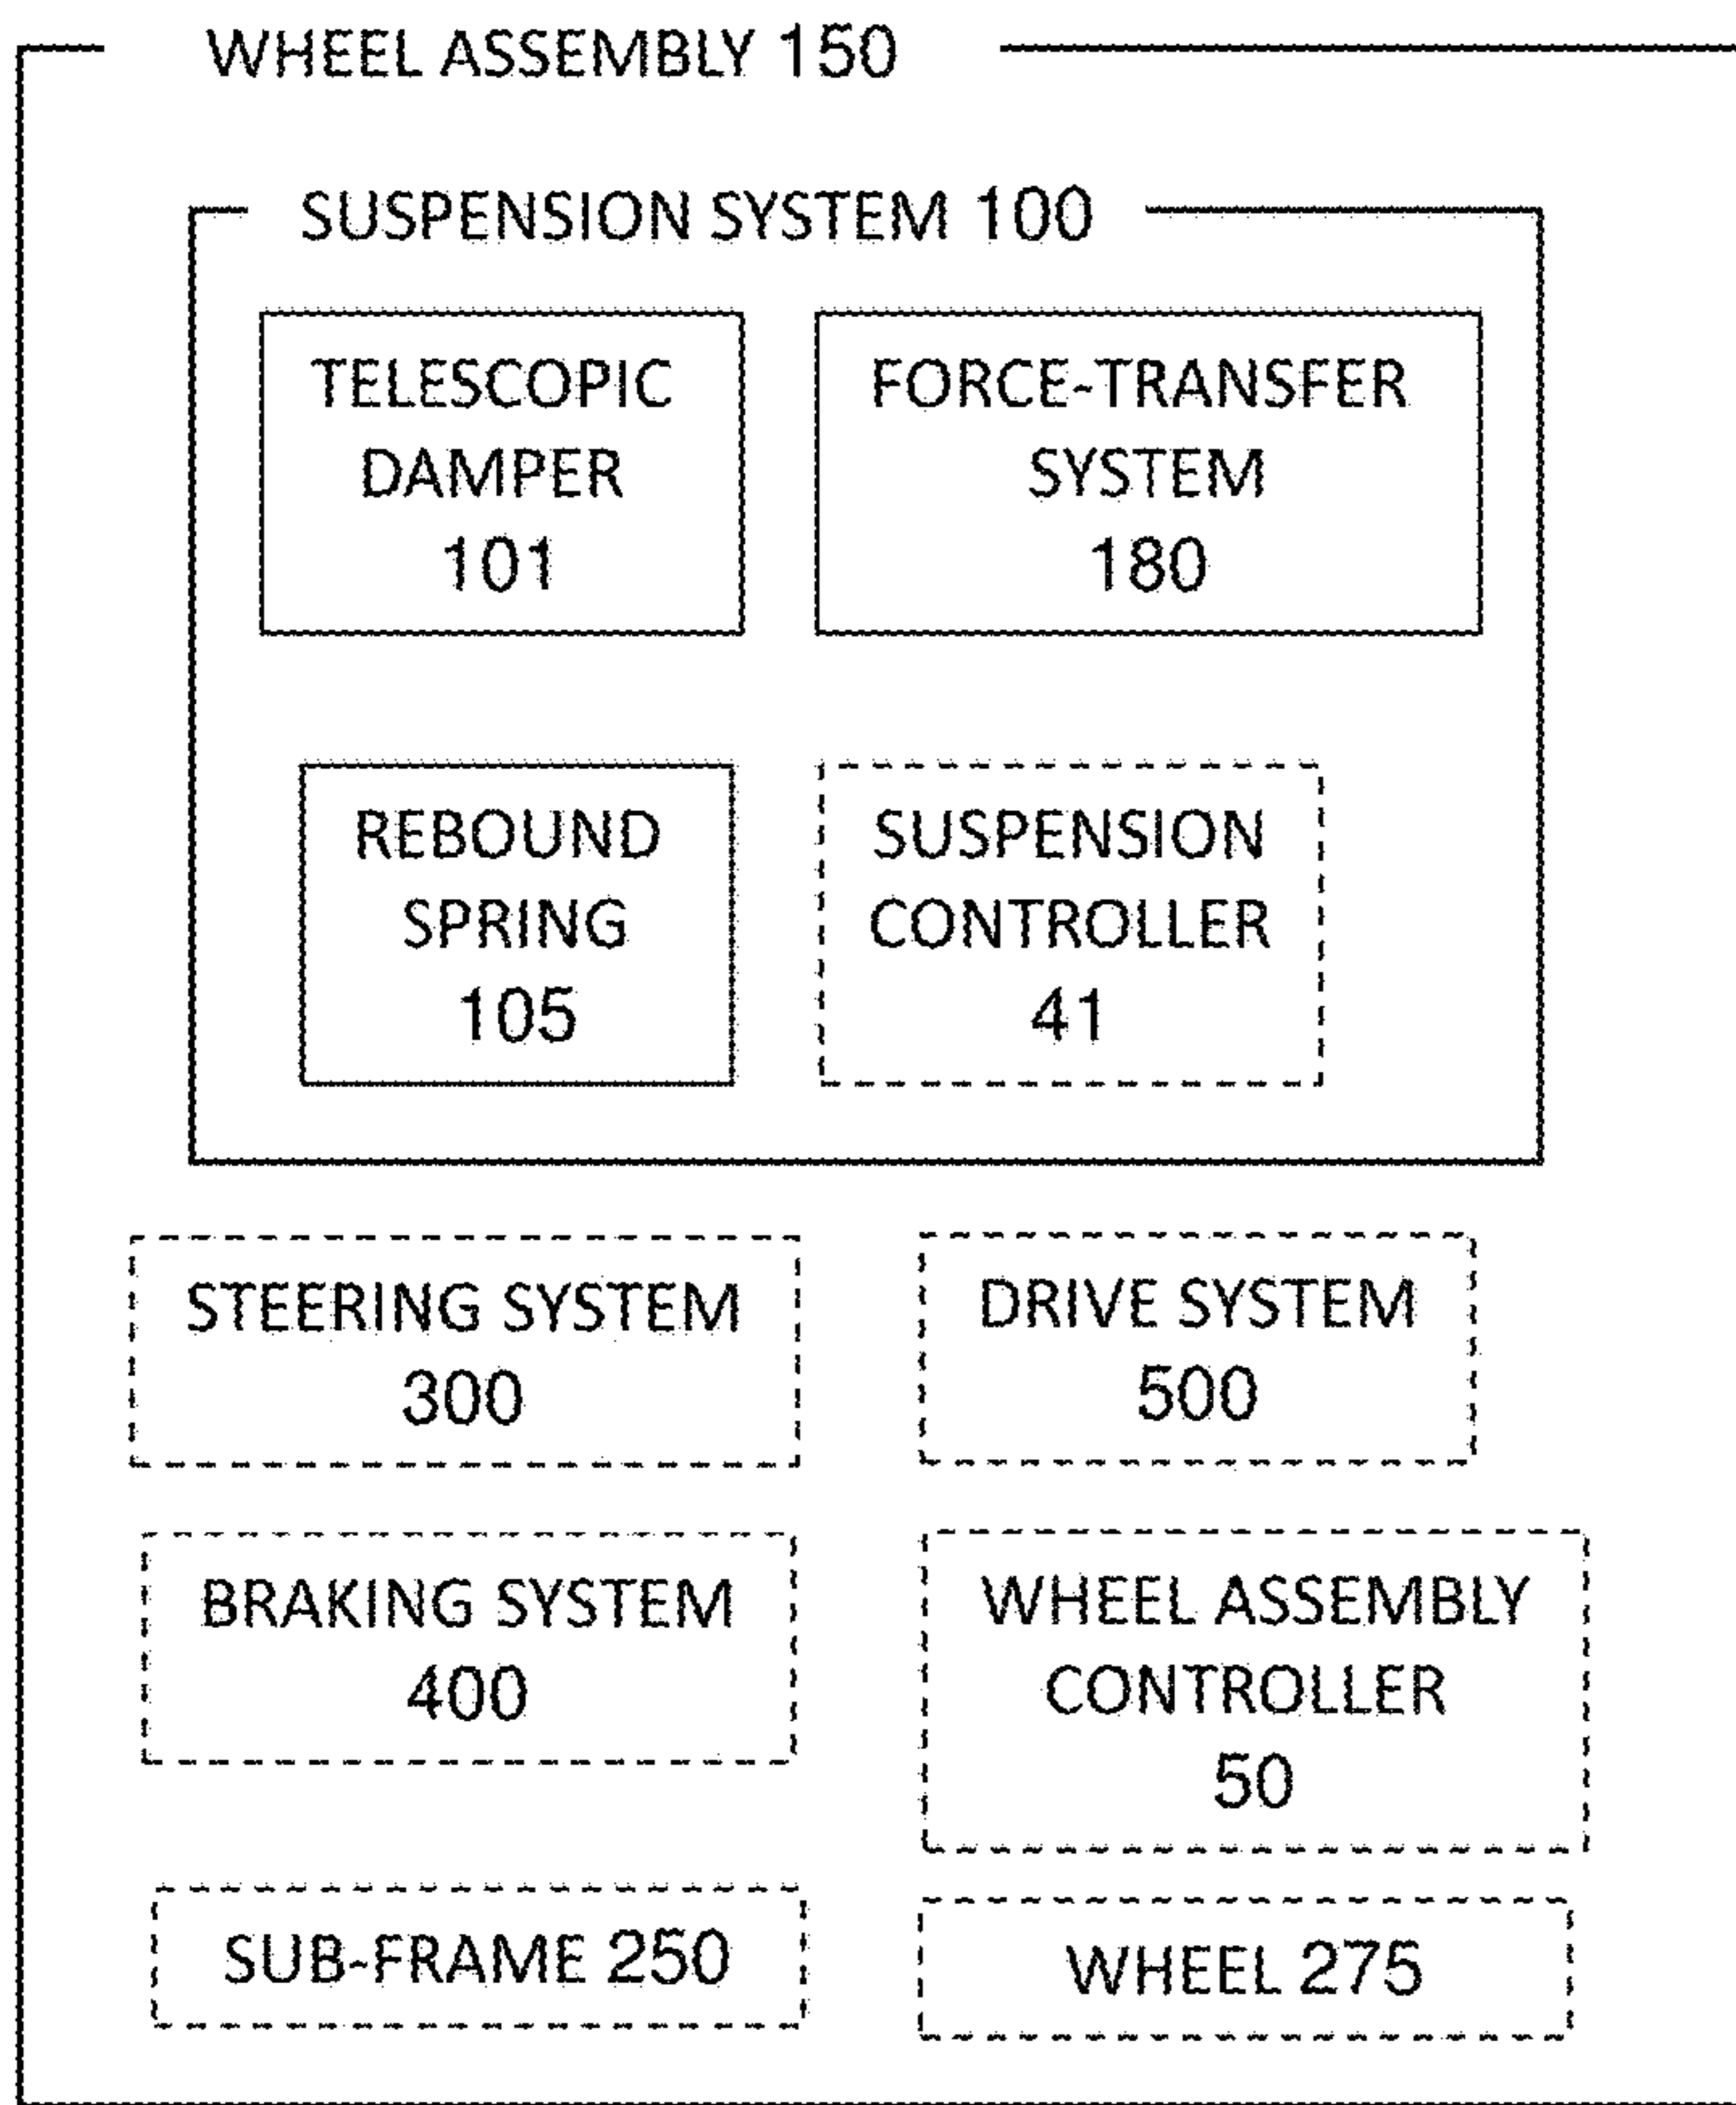 WHEEL ASSEMBLY 150
SUSPENSION SYSTEM 100
TELESCOPIC
DAMPER
101
FORCE-TRANSFER
SYSTEM
180
REBOUND
SPRING
105
SUSPENSION
CONTROLLER
41
STEERING SYSTEM
300
DRIVE SYSTEM
500
BRAKING SYSTEM
400
WHEEL ASSEMBLY
CONTROLLER
50
SUB-FRAME 250
WHEEL 275